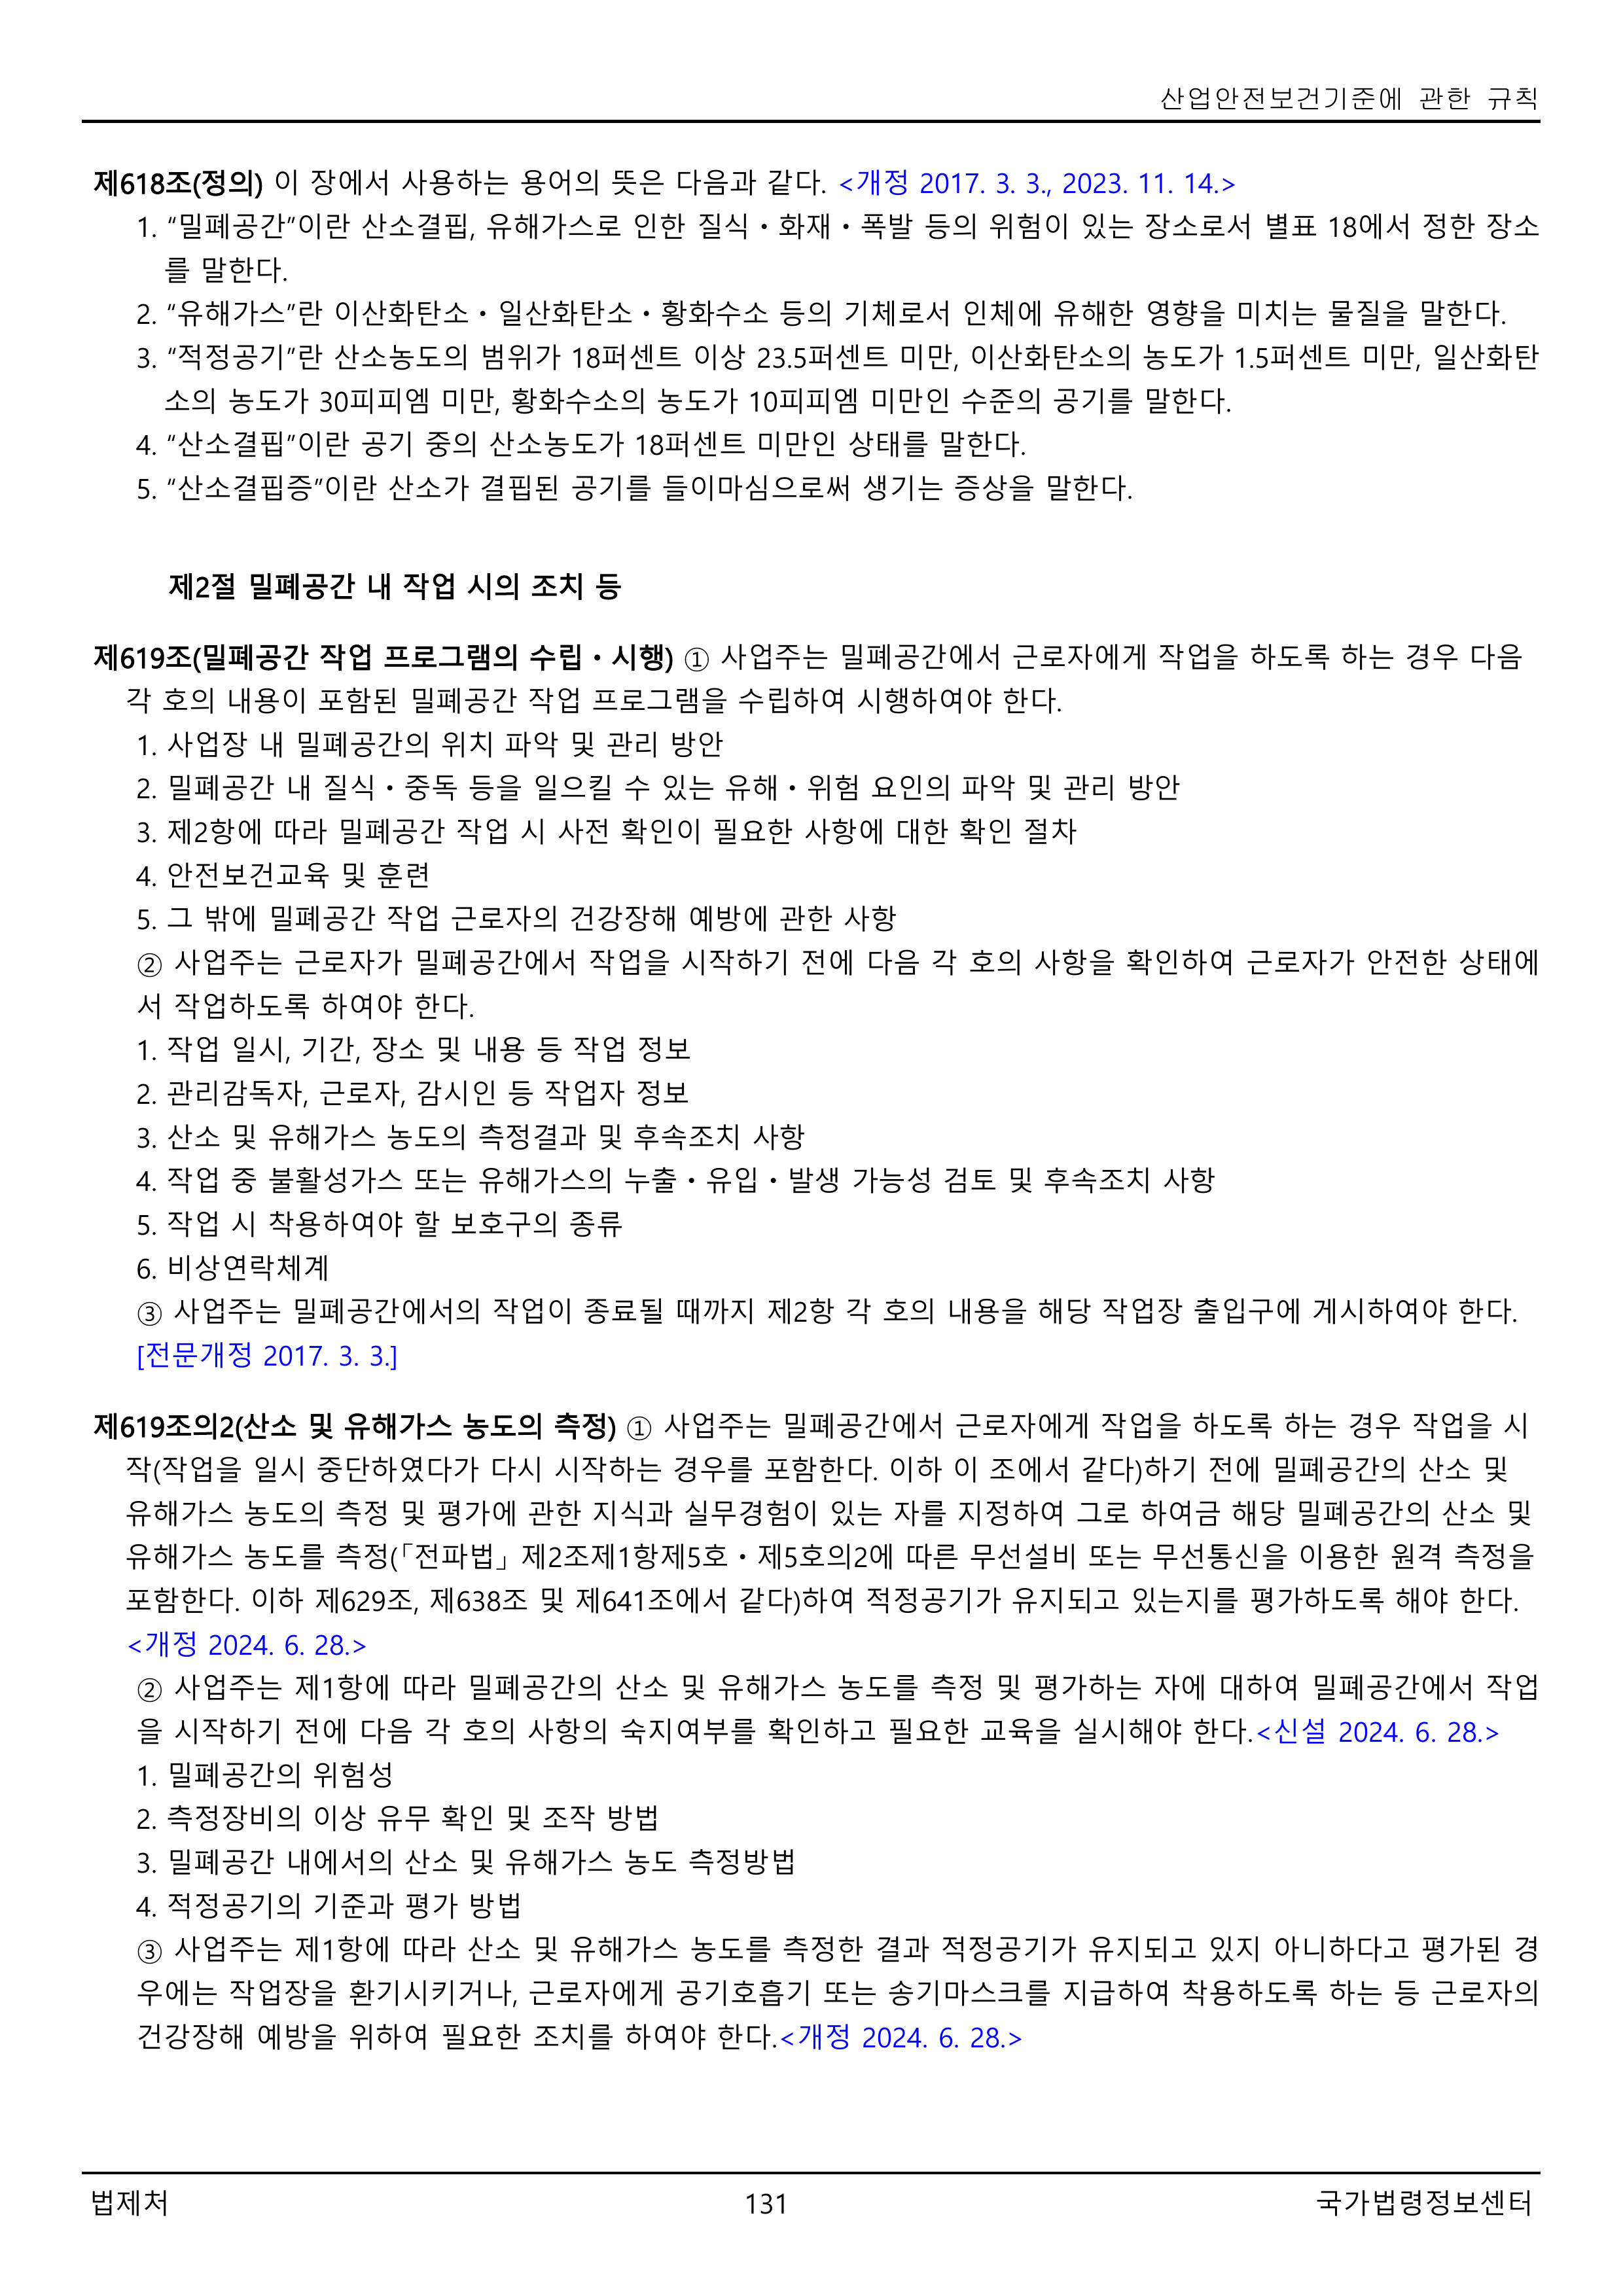 산업안전보건기준에 관한 규칙
제618조(정의) 이 장에서 사용하는 용어의 뜻은 다음과 같다. <개정 2017. 3. 3., 2023. 11. 14.>
1. “밀폐공간”이란 산소결핍, 유해가스로 인한 질식ㆍ화재ㆍ폭발 등의 위험이 있는 장소로서 별표 18에서 정한 장소
를 말한다.
2. “유해가스”란 이산화탄소ㆍ일산화탄소ㆍ황화수소 등의 기체로서 인체에 유해한 영향을 미치는 물질을 말한다.
3. “적정공기”란 산소농도의 범위가 18퍼센트 이상 23.5퍼센트 미만, 이산화탄소의 농도가 1.5퍼센트 미만, 일산화탄
소의 농도가 30피피엠 미만, 황화수소의 농도가 10피피엠 미만인 수준의 공기를 말한다.
4. “산소결핍”이란 공기 중의 산소농도가 18퍼센트 미만인 상태를 말한다.
5. “산소결핍증”이란 산소가 결핍된 공기를 들이마심으로써 생기는 증상을 말한다.
제2절 밀폐공간 내 작업 시의 조치 등
제619조(밀폐공간 작업 프로그램의 수립ㆍ시행) ① 사업주는 밀폐공간에서 근로자에게 작업을 하도록 하는 경우 다음
각 호의 내용이 포함된 밀폐공간 작업 프로그램을 수립하여 시행하여야 한다.
1. 사업장 내 밀폐공간의 위치 파악 및 관리 방안
2. 밀폐공간 내 질식ㆍ중독 등을 일으킬 수 있는 유해ㆍ위험 요인의 파악 및 관리 방안
3. 제2항에 따라 밀폐공간 작업 시 사전 확인이 필요한 사항에 대한 확인 절차
4. 안전보건교육 및 훈련
5. 그 밖에 밀폐공간 작업 근로자의 건강장해 예방에 관한 사항
② 사업주는 근로자가 밀폐공간에서 작업을 시작하기 전에 다음 각 호의 사항을 확인하여 근로자가 안전한 상태에
서 작업하도록 하여야 한다.
1. 작업 일시, 기간, 장소 및 내용 등 작업 정보
2. 관리감독자, 근로자, 감시인 등 작업자 정보
3. 산소 및 유해가스 농도의 측정결과 및 후속조치 사항
4. 작업 중 불활성가스 또는 유해가스의 누출ㆍ유입ㆍ발생 가능성 검토 및 후속조치 사항
5. 작업 시 착용하여야 할 보호구의 종류
6. 비상연락체계
③ 사업주는 밀폐공간에서의 작업이 종료될 때까지 제2항 각 호의 내용을 해당 작업장 출입구에 게시하여야 한다.
[전문개정 2017. 3. 3.]
제619조의2(산소 및 유해가스 농도의 측정) ① 사업주는 밀폐공간에서 근로자에게 작업을 하도록 하는 경우 작업을 시
작(작업을 일시 중단하였다가 다시 시작하는 경우를 포함한다. 이하 이 조에서 같다)하기 전에 밀폐공간의 산소 및
유해가스 농도의 측정 및 평가에 관한 지식과 실무경험이 있는 자를 지정하여 그로 하여금 해당 밀폐공간의 산소 및
유해가스 농도를 측정(「전파법」 제2조제1항제5호ㆍ제5호의2에 따른 무선설비 또는 무선통신을 이용한 원격 측정을
포함한다. 이하 제629조, 제638조 및 제641조에서 같다)하여 적정공기가 유지되고 있는지를 평가하도록 해야 한다.
<개정 2024. 6. 28.>
② 사업주는 제1항에 따라 밀폐공간의 산소 및 유해가스 농도를 측정 및 평가하는 자에 대하여 밀폐공간에서 작업
을 시작하기 전에 다음 각 호의 사항의 숙지여부를 확인하고 필요한 교육을 실시해야 한다.<신설 2024. 6. 28.>
1. 밀폐공간의 위험성
2. 측정장비의 이상 유무 확인 및 조작 방법
3. 밀폐공간 내에서의 산소 및 유해가스 농도 측정방법
4. 적정공기의 기준과 평가 방법
③ 사업주는 제1항에 따라 산소 및 유해가스 농도를 측정한 결과 적정공기가 유지되고 있지 아니하다고 평가된 경
우에는 작업장을 환기시키거나, 근로자에게 공기호흡기 또는 송기마스크를 지급하여 착용하도록 하는 등 근로자의
건강장해 예방을 위하여 필요한 조치를 하여야 한다.<개정 2024. 6. 28.>
법제처
131
국가법령정보센터